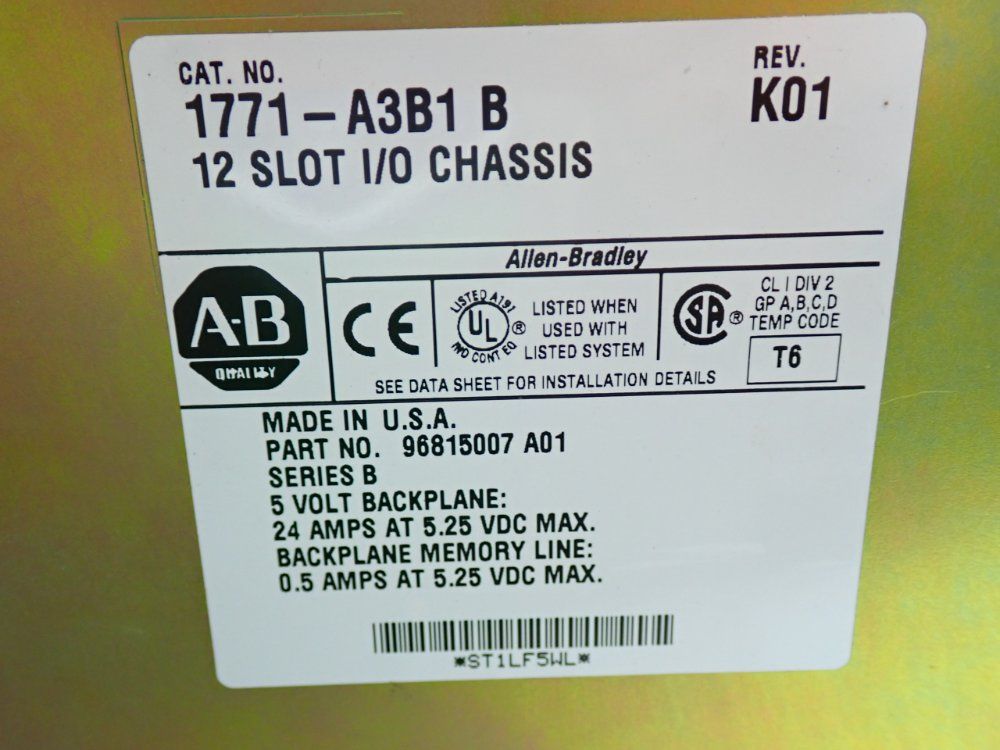 CAT. NO.
1771-A3B1 B
REV.
K01
12 SLOT I/O CHASSIS
Allen-Bradley
A-B
QUALITY
CE
LISTED A191
UL
IND CONT EQ
®
LISTED WHEN
USED WITH
LISTED SYSTEM
SA
®
CL I DIV 2
GP A,B,C,D
TEMP CODE
T6
SEE DATA SHEET FOR INSTALLATION DETAILS
MADE IN U.S.A.
PART NO. 96815007 A01
SERIES B
5 VOLT BACKPLANE:
24 AMPS AT 5.25 VDC MAX.
BACKPLANE MEMORY LINE:
0.5 AMPS AT 5.25 VDC MAX.
*ST1LF5WL*